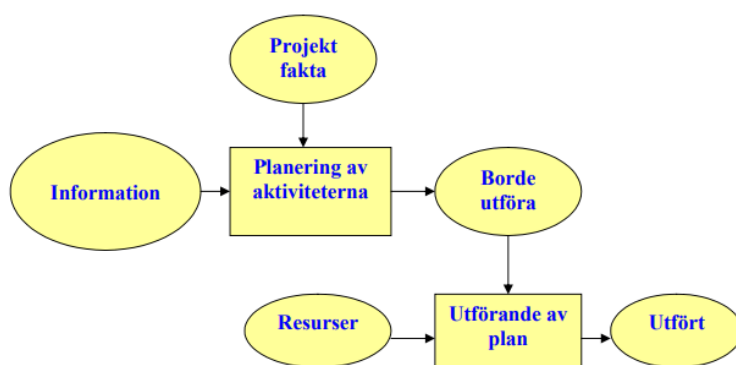 Projekt
fakta
Information
Planering av
aktiviteterna
Borde
utföra
Resurser
Utförande av
plan
Utfört